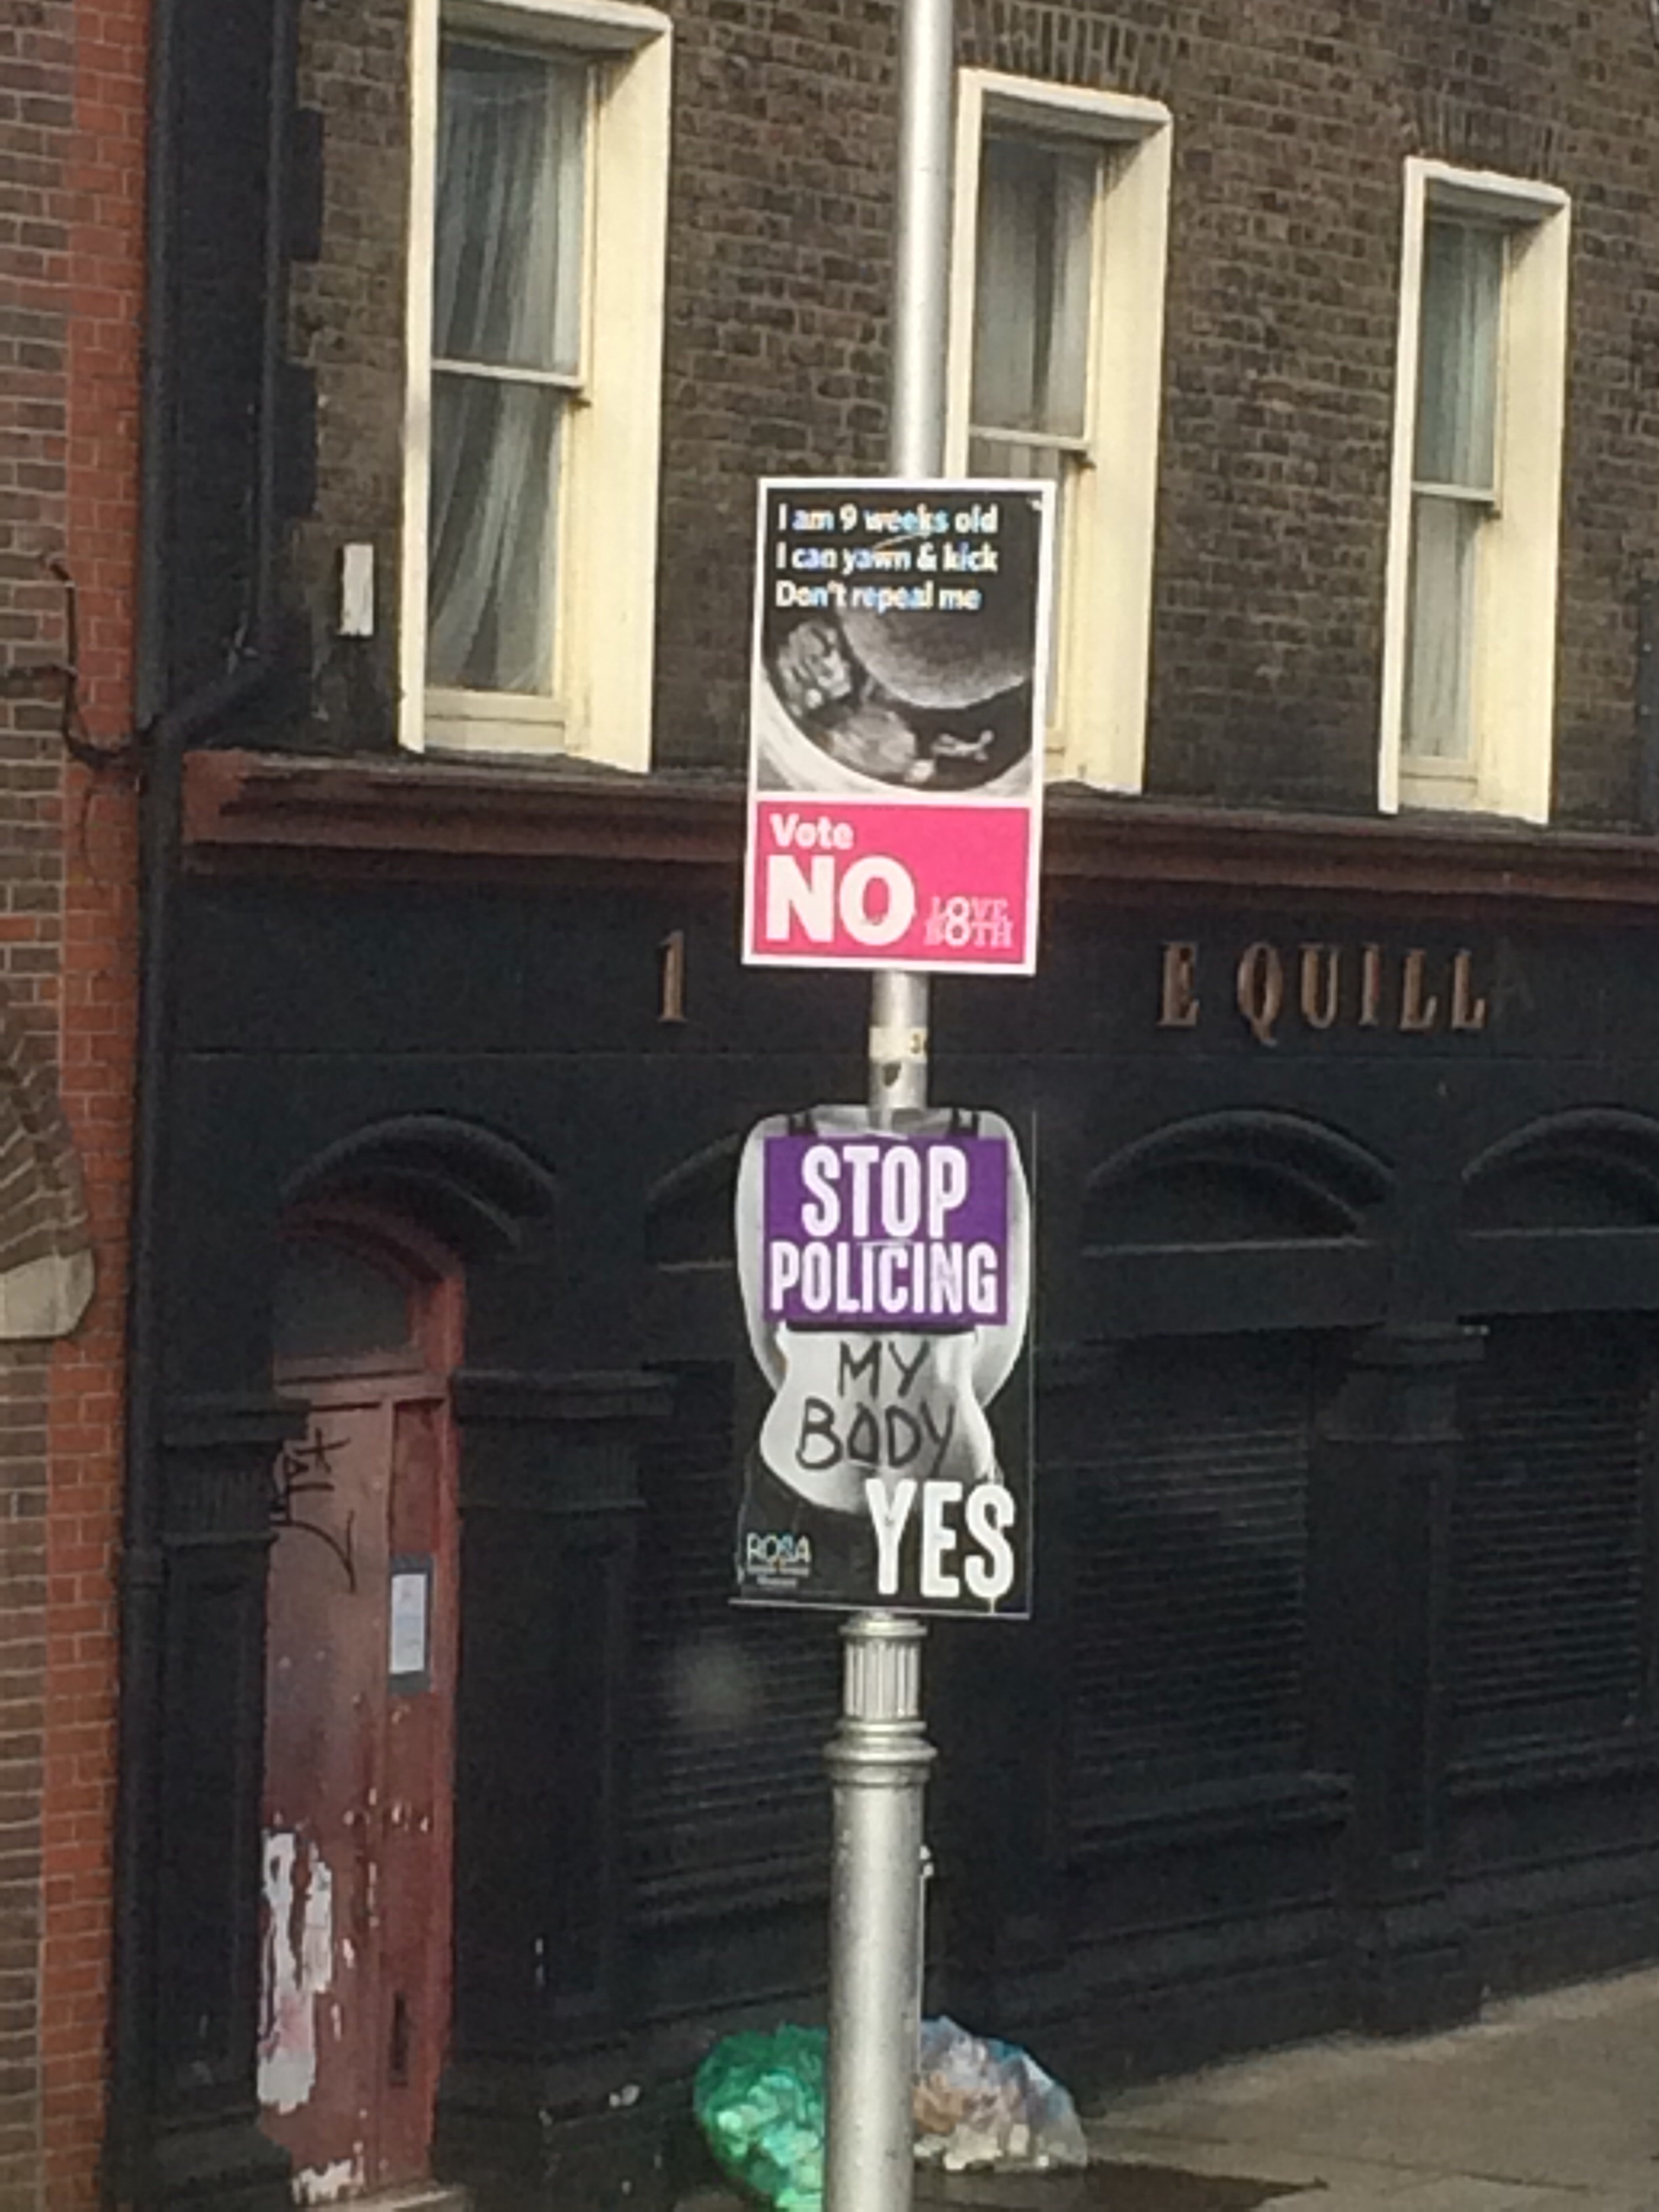 I am 9 weeks old
I can yawn & kick
Don't repeal me
Vote
NO
LOVE
BOTH
1
E QUILL
STOP
POLICING
MY
BODY
YES
ROSA